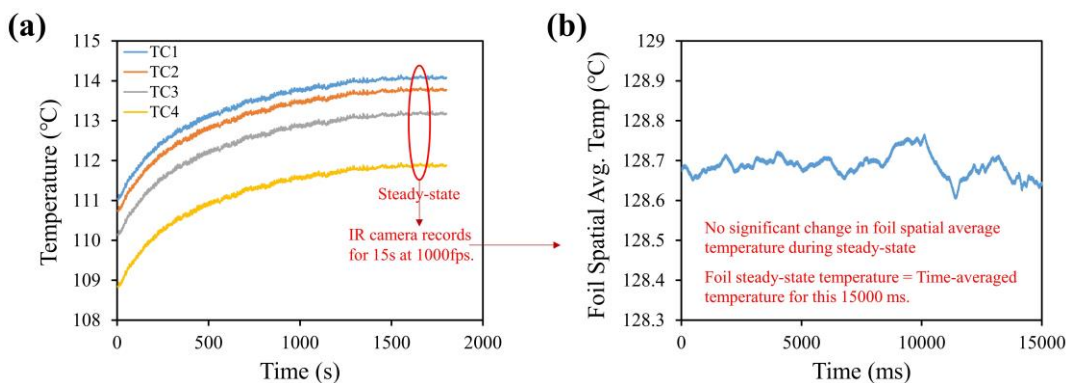 (a)
115
114
113
112
111
110
109
108
Temperature (°C)
TC1
TC2
TC3
TC4
Steady-state
IR camera records
for 15s at 1000fps.
0
500
1000
1500
2000
Time (s)
(b)
129
128.9
128.8
128.7
128.6
128.5
128.4
128.3
Foil Spatial Avg. Temp (°C)
No significant change in foil spatial average
temperature during steady-state
Foil steady-state temperature = Time-averaged
temperature for this 15000 ms.
0
5000
10000
15000
Time (ms)